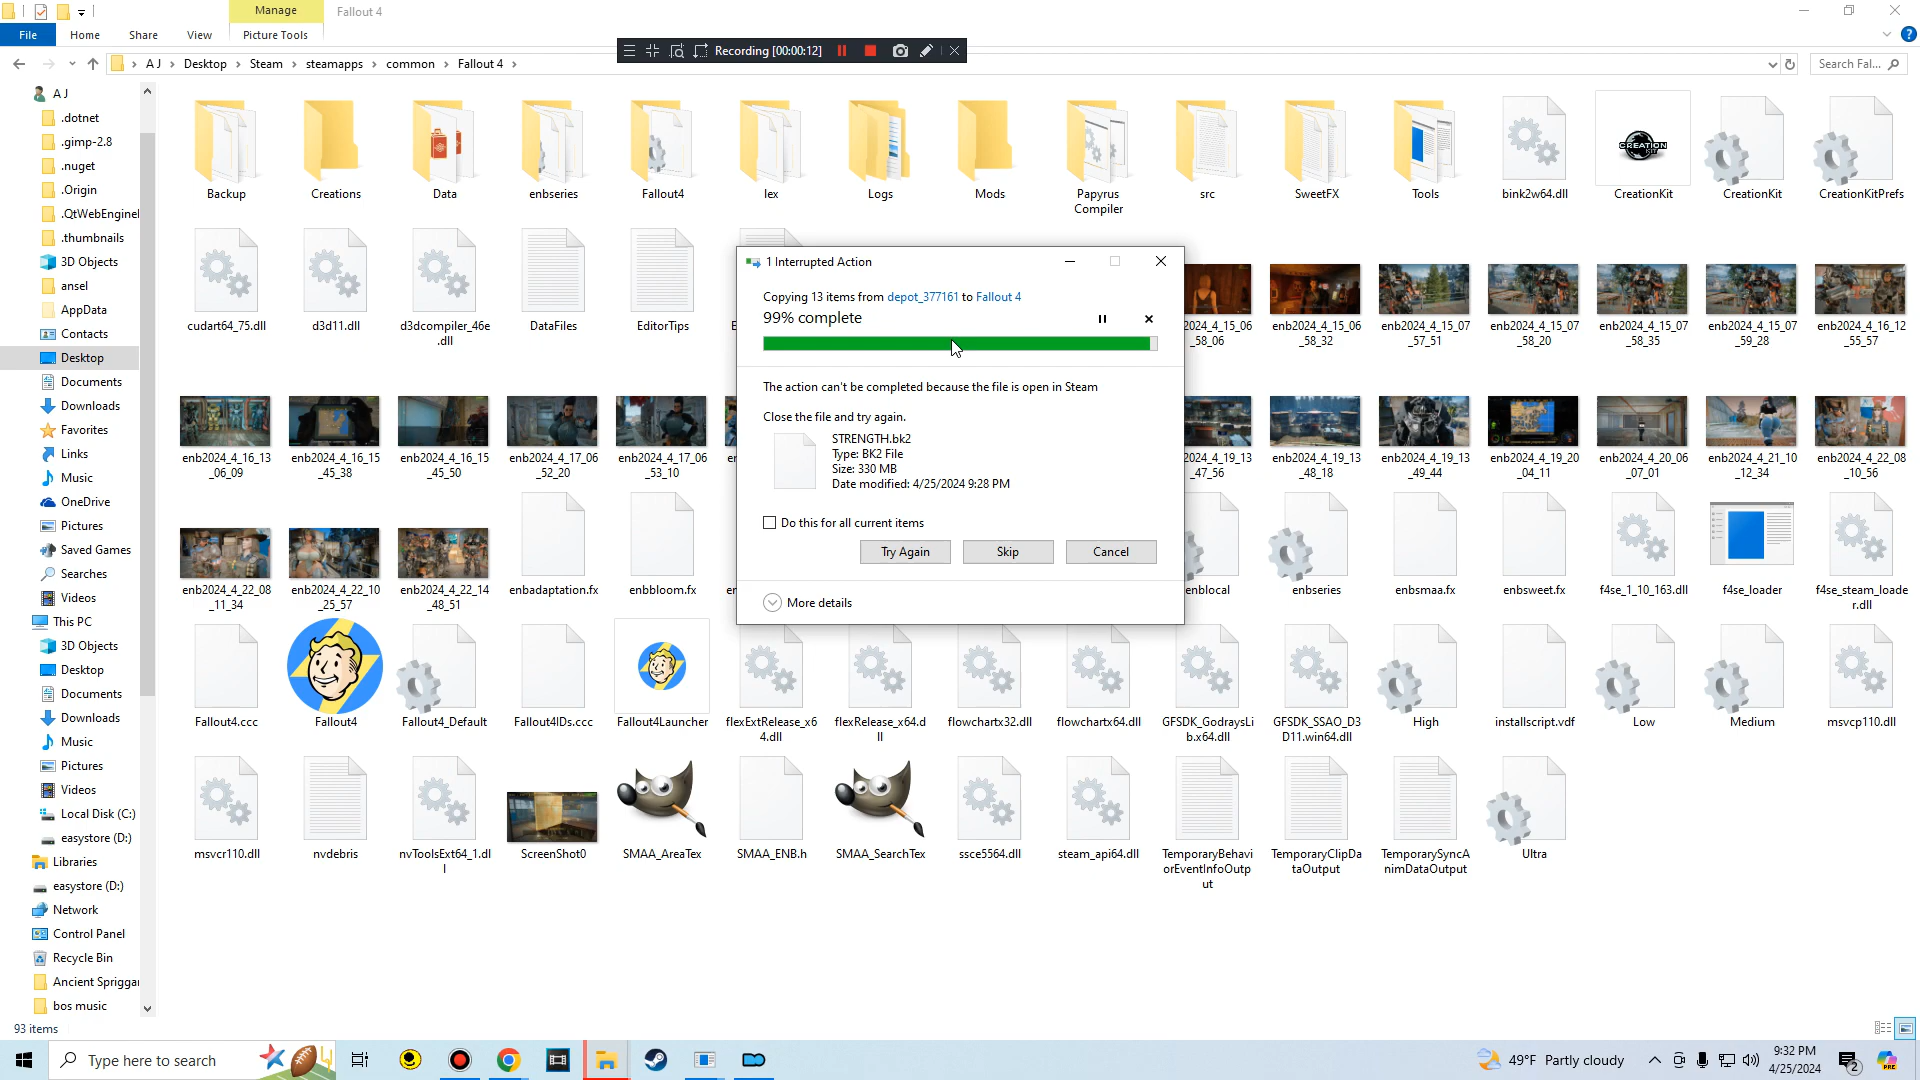 Manage
Fallout 4
File
Home
Share
View
Picture Tools
Recording [00:00:12]
A J > Desktop > Steam > steamapps > common > Fallout 4 >
Search Fal...
A J
.dotnet
.gimp-2.8
.nuget
.Origin
.QtWebEngineI
.thumbnails
3D Objects
ansel
AppData
Contacts
Desktop
Documents
Downloads
Favorites
Links
Music
OneDrive
Pictures
Saved Games
Searches
Videos
This PC
3D Objects
Desktop
Documents
Downloads
Music
Pictures
Videos
Local Disk (C:)
easystore (D:)
Libraries
easystore (D:)
Network
Control Panel
Recycle Bin
Ancient Spriggar
bos music
Backup
Creations
Data
enbseries
Fallout4
lex
Logs
Mods
Papyrus
Compiler
src
SweetFX
Tools
bink2w64.dll
CREATION KIT
CreationKit
CreationKit
CreationKitPrefs
cudart64_75.dll
d3d11.dll
d3dcompiler_46e
.dll
DataFiles
EditorTips
1 Interrupted Action
Copying 13 items from depot_377161 to Fallout 4
99% complete
The action can't be completed because the file is open in Steam
Close the file and try again.
STRENGTH.bk2
Type: BK2 File
Size: 330 MB
Date modified: 4/25/2024 9:28 PM
Do this for all current items
Try Again
Skip
Cancel
More details
2024_4_15_06
_58_06
enb2024_4_15_06
_58_32
enb2024_4_15_07
_57_51
enb2024_4_15_07
_58_20
enb2024_4_15_07
_58_35
enb2024_4_15_07
_59_28
enb2024_4_16_12
_55_57
enb2024_4_16_13
_06_09
enb2024_4_16_15
_45_38
enb2024_4_16_15
_45_50
enb2024_4_17_06
_52_20
enb2024_4_17_06
_53_10
2024_4_19_13
_47_56
enb2024_4_19_13
_48_18
enb2024_4_19_13
_49_44
enb2024_4_19_20
_04_11
enb2024_4_20_06
_07_01
enb2024_4_21_10
_12_34
enb2024_4_22_08
_10_56
enb2024_4_22_08
_11_34
enb2024_4_22_10
_25_57
enb2024_4_22_14
_48_51
enbadaptation.fx
enbbloom.fx
enblocal
enbseries
enbsmaa.fx
enbsweet.fx
f4se_1_10_163.dll
f4se_loader
f4se_steam_loade
r.dll
Fallout4.ccc
Fallout4
Fallout4_Default
Fallout4IDs.ccc
Fallout4Launcher
flexExtRelease_x6
4.dll
flexRelease_x64.d
ll
flowchartx32.dll
flowchartx64.dll
GFSDK_GodraysLi
b.x64.dll
GFSDK_SSAO_D3
D11.win64.dll
High
installscript.vdf
Low
Medium
msvcp110.dll
msvcr110.dll
nvdebris
nvToolsExt64_1.dl
l
ScreenShot0
SMAA_AreaTex
SMAA_ENB.h
SMAA_SearchTex
ssce5564.dll
steam_api64.dll
TemporaryBehavi
orEventInfoOutp
ut
TemporaryClipDa
taOutput
TemporarySyncA
nimDataOutput
Ultra
93 items
Type here to search
49°F Partly cloudy
9:32 PM
4/25/2024
2
PRE